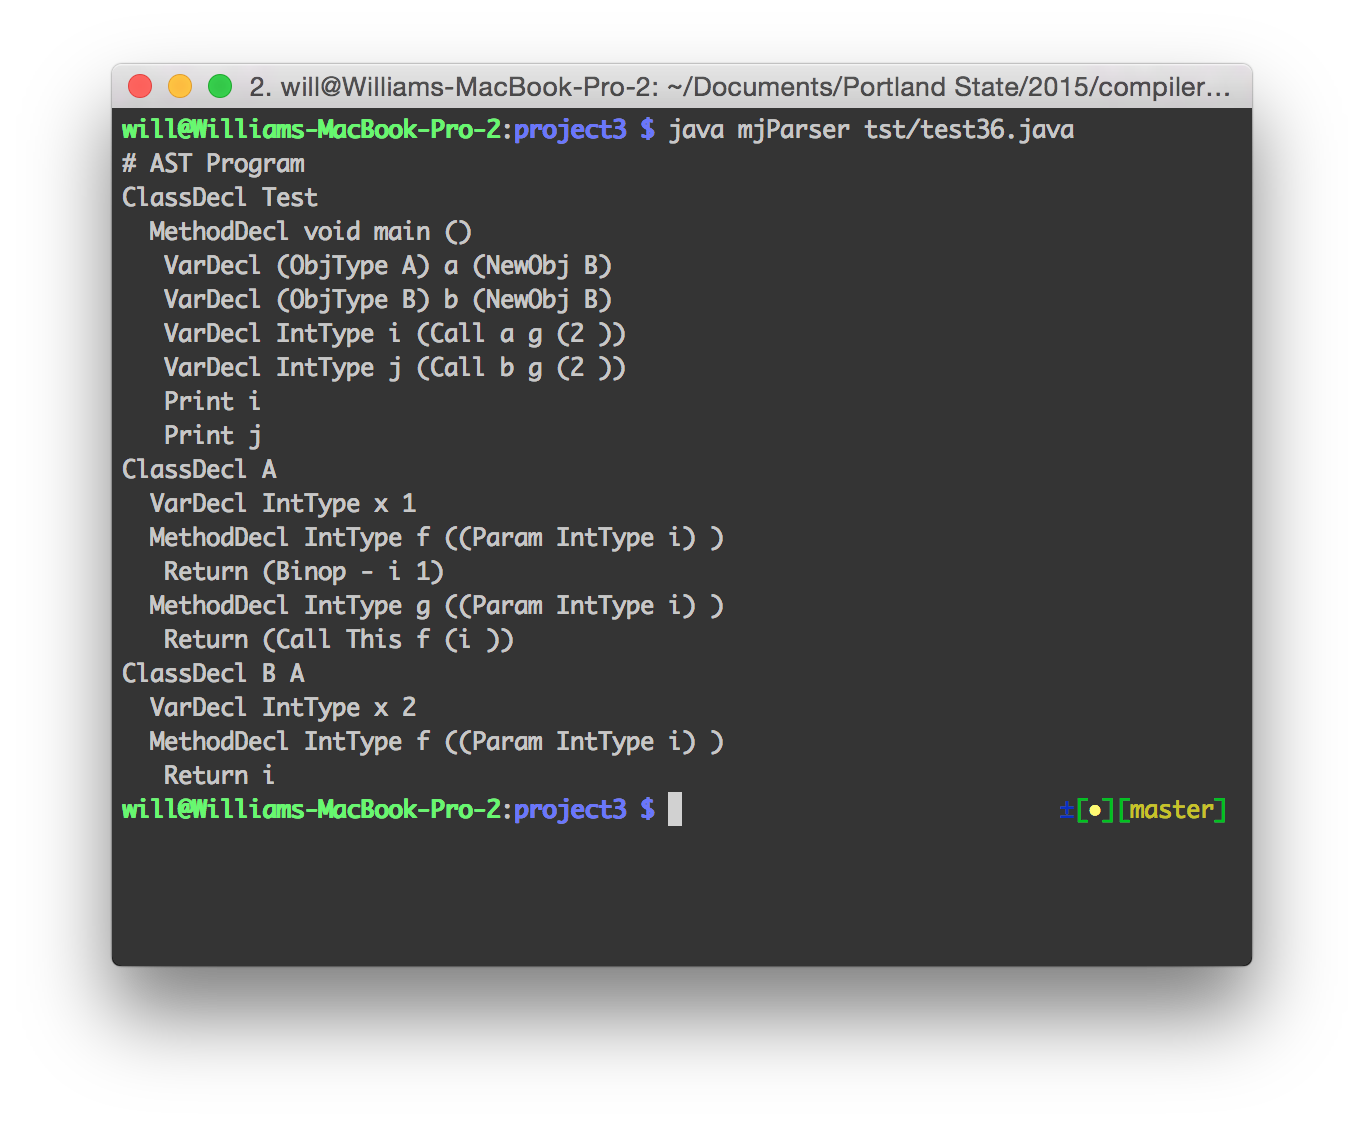 2. will@Williams-MacBook-Pro-2: ~/Documents/Portland State/2015/compiler...
will@Williams-MacBook-Pro-2:project3 $ java mjParser tst/test36.java
# AST Program
ClassDecl Test
  MethodDecl void main ()
   VarDecl (ObjType A) a (NewObj B)
   VarDecl (ObjType B) b (NewObj B)
   VarDecl IntType i (Call a g (2 ))
   VarDecl IntType j (Call b g (2 ))
   Print i
   Print j
ClassDecl A
  VarDecl IntType x 1
  MethodDecl IntType f ((Param IntType i) )
   Return (Binop - i 1)
  MethodDecl IntType g ((Param IntType i) )
   Return (Call This f (i ))
ClassDecl B A
  VarDecl IntType x 2
  MethodDecl IntType f ((Param IntType i) )
   Return i
will@Williams-MacBook-Pro-2:project3 $ ±[•][master]